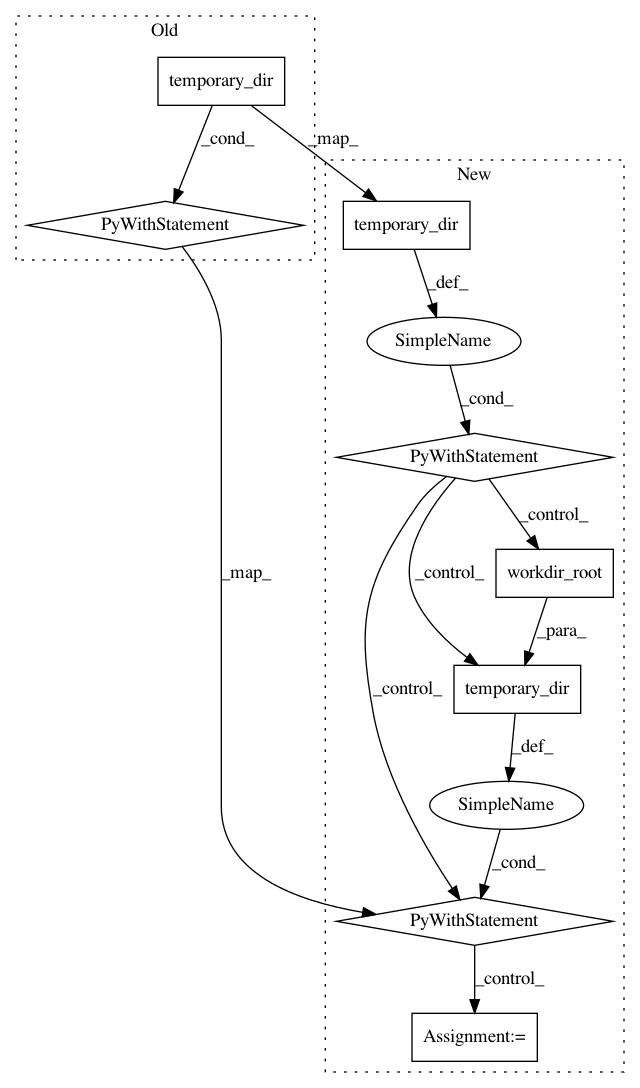 Old
temporary_dir
_cond_
_map_
New
PyWithStatement
temporary_dir
_def_
SimpleName
_cond_
PyWithStatement
_control_
workdir_root
_map_
_control_
_para_
_control_
temporary_dir
_def_
SimpleName
_cond_
PyWithStatement
_control_
Assignment:=